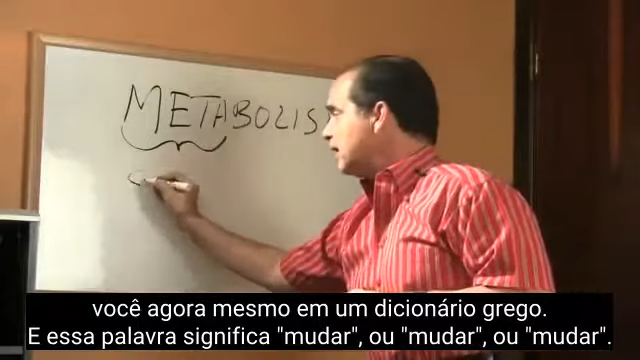 METABOLIS
você agora mesmo em um dicionário grego.
E essa palavra significa "mudar", ou "mudar", ou "mudar".